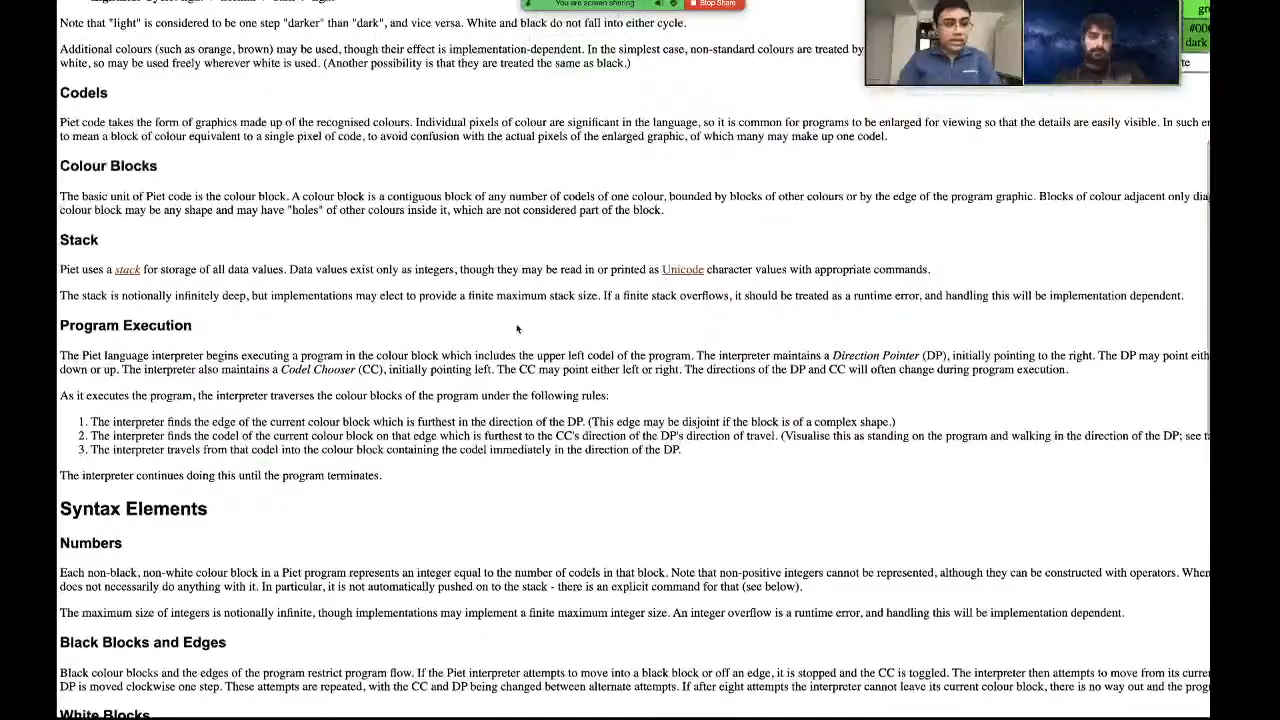 Note that "light" is considered to be one step "darker" than "dark", and vice versa. White and black do not fall into either cycle.
You are screen sharing
Stop Share
Additional colours (such as orange, brown) may be used, though their effect is implementation-dependent. In the simplest case, non-standard colours are treated by
white, so may be used freely wherever white is used. (Another possibility is that they are treated the same as black.)
dark
te
Codels
Piet code takes the form of graphics made up of the recognised colours. Individual pixels of colour are significant in the language, so it is common for programs to be enlarged for viewing so that the details are easily visible. In such
to mean a block of colour equivalent to a single pixel of code, to avoid confusion with the actual pixels of the enlarged graphic, of which many may make up one codel.
Colour Blocks
The basic unit of Piet code is the colour block. A colour block is a contiguous block of any number of codels of one colour, bounded by blocks of other colours or by the edge of the program graphic. Blocks of colour adjacent only dia
colour block may be any shape and may have "holes" of other colours inside it, which are not considered part of the block.
Stack
Piet uses a stack for storage of all data values. Data values exist only as integers, though they may be read in or printed as Unicode character values with appropriate commands.
The stack is notionally infinitely deep, but implementations may elect to provide a finite maximum stack size. If a finite stack overflows, it should be treated as a runtime error, and handling this will be implementation dependent.
Program Execution
The Piet language interpreter begins executing a program in the colour block which includes the upper left codel of the program. The interpreter maintains a Direction Pointer (DP), initially pointing to the right. The DP may point eith
down or up. The interpreter also maintains a Codel Chooser (CC), initially pointing left. The CC may point either left or right. The directions of the DP and CC will often change during program execution.
As it executes the program, the interpreter traverses the colour blocks of the program under the following rules:
1. The interpreter finds the edge of the current colour block which is furthest in the direction of the DP. (This edge may be disjoint if the block is of a complex shape.)
2. The interpreter finds the codel of the current colour block on that edge which is furthest to the CC's direction of the DP's direction of travel. (Visualise this as standing on the program and walking in the direction of the DP; see t
3. The interpreter travels from that codel into the colour block containing the codel immediately in the direction of the DP.
The interpreter continues doing this until the program terminates.
Syntax Elements
Numbers
Each non-black, non-white colour block in a Piet program represents an integer equal to the number of codels in that block. Note that non-positive integers cannot be represented, although they can be constructed with operators. When
does not necessarily do anything with it. In particular, it is not automatically pushed on to the stack - there is an explicit command for that (see below).
The maximum size of integers is notionally infinite, though implementations may implement a finite maximum integer size. An integer overflow is a runtime error, and handling this will be implementation dependent.
Black Blocks and Edges
Black colour blocks and the edges of the program restrict program flow. If the Piet interpreter attempts to move into a black block or off an edge, it is stopped and the CC is toggled. The interpreter then attempts to move from its curre
DP is moved clockwise one step. These attempts are repeated, with the CC and DP being changed between alternate attempts. If after eight attempts the interpreter cannot leave its current colour block, there is no way out and the prog
White Blocks